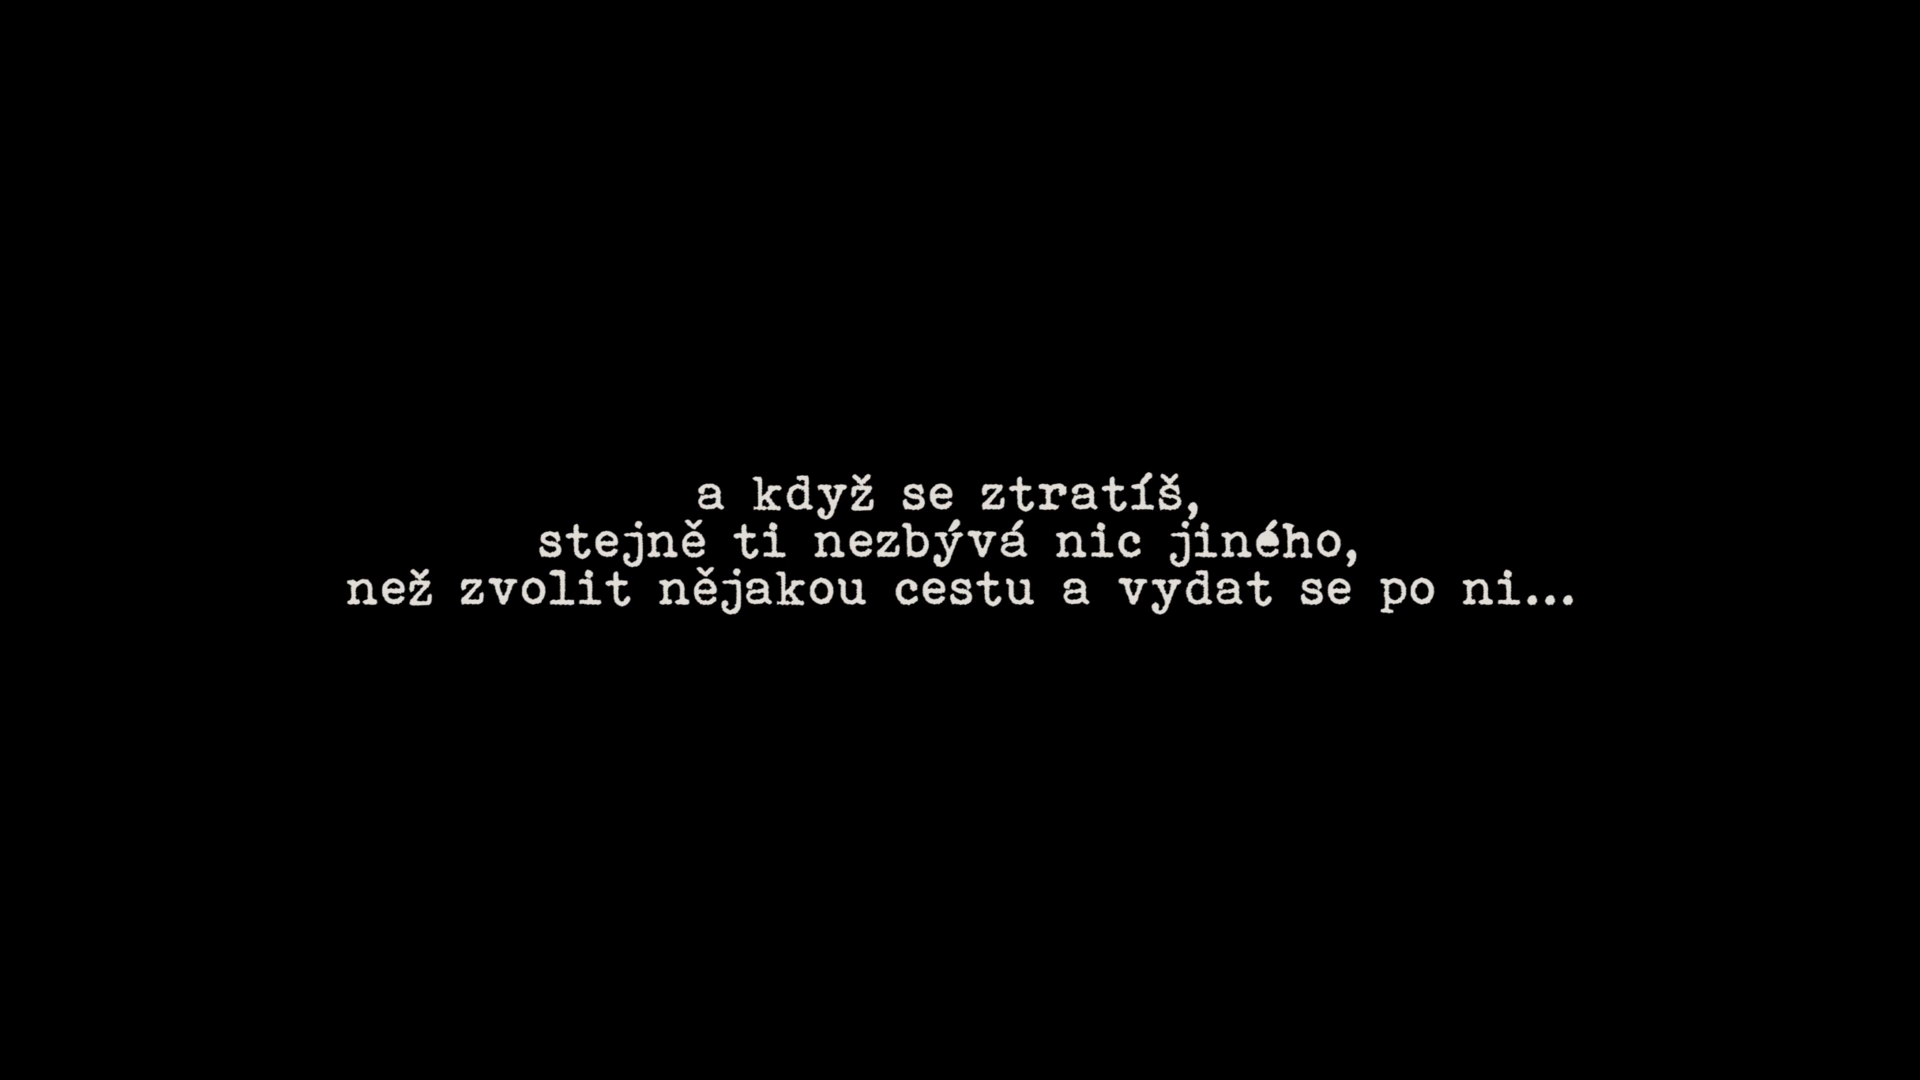 a když se ztratíš,
stejně ti nezbývá nic jiného,
než zvolit nějakou cestu a vydat se po ni...